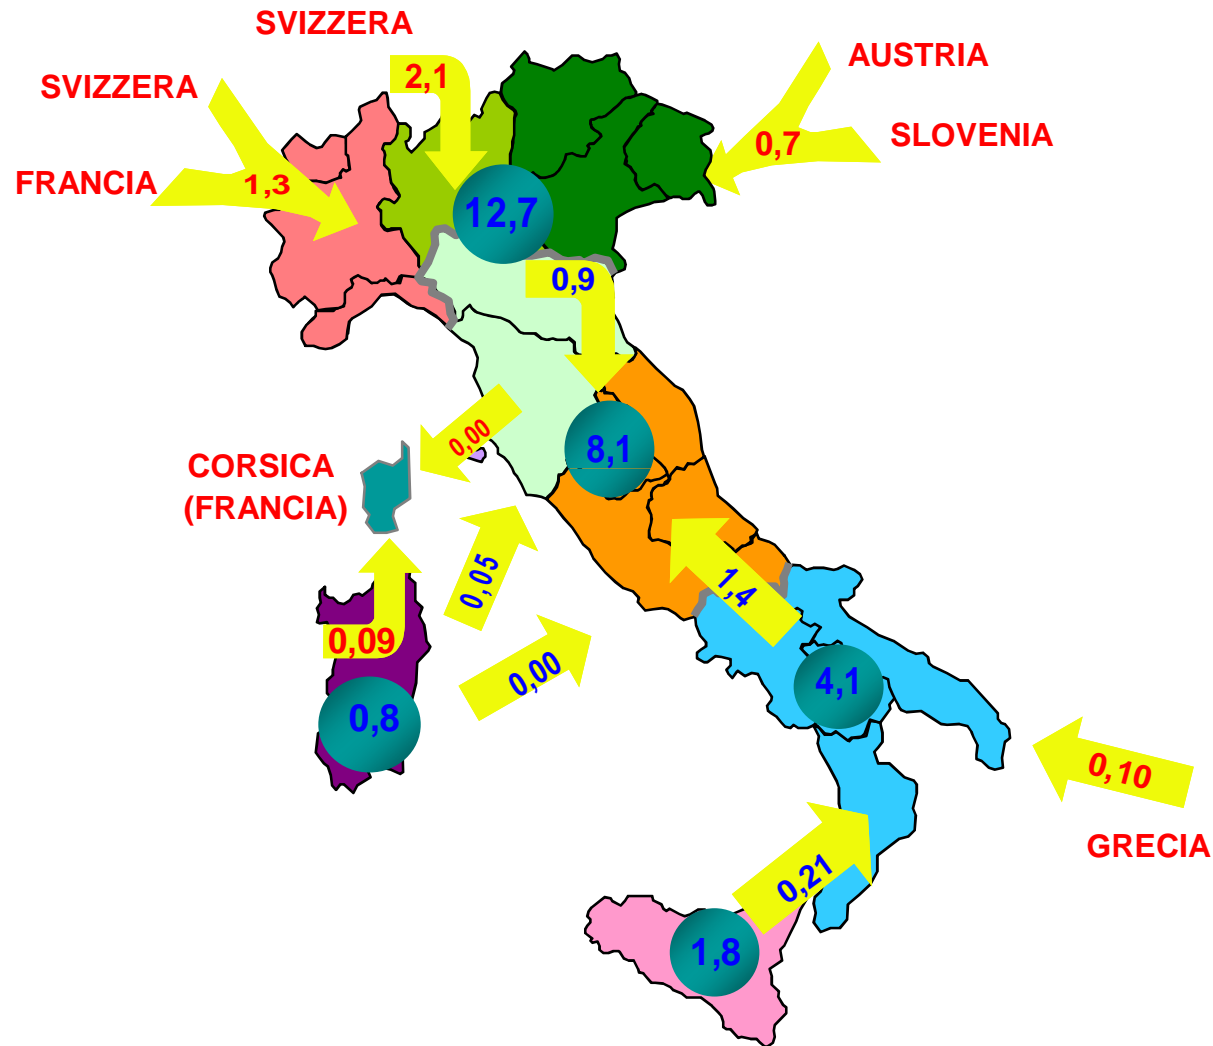 SVIZZERA
SVIZZERA
2,1
AUSTRIA
0,7
SLOVENIA
FRANCIA
1,3
12,7
0,9
0,00
8,1
CORSICA
(FRANCIA)
0,05
1,4
0,09
0,00
0,8
4,1
0,10
GRECIA
0,21
1,8